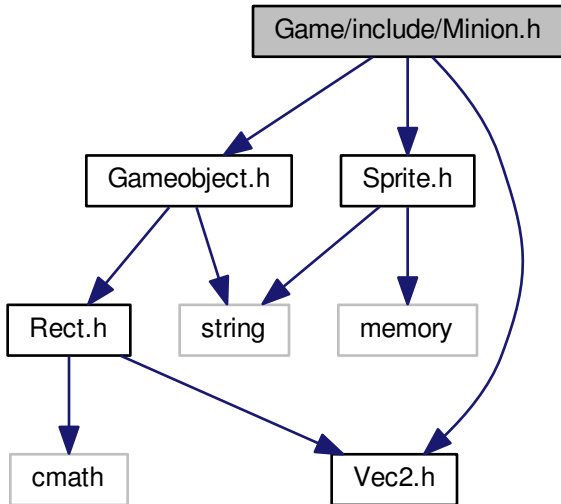 Game/include/Minion.h
Gameobject.h
Sprite.h
Rect.h
string
memory
cmath
Vec2.h